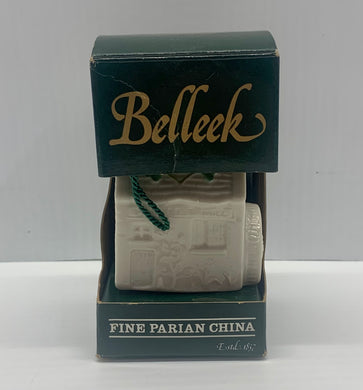 Belleek
FINE PARIAN CHINA
Estd. 1857